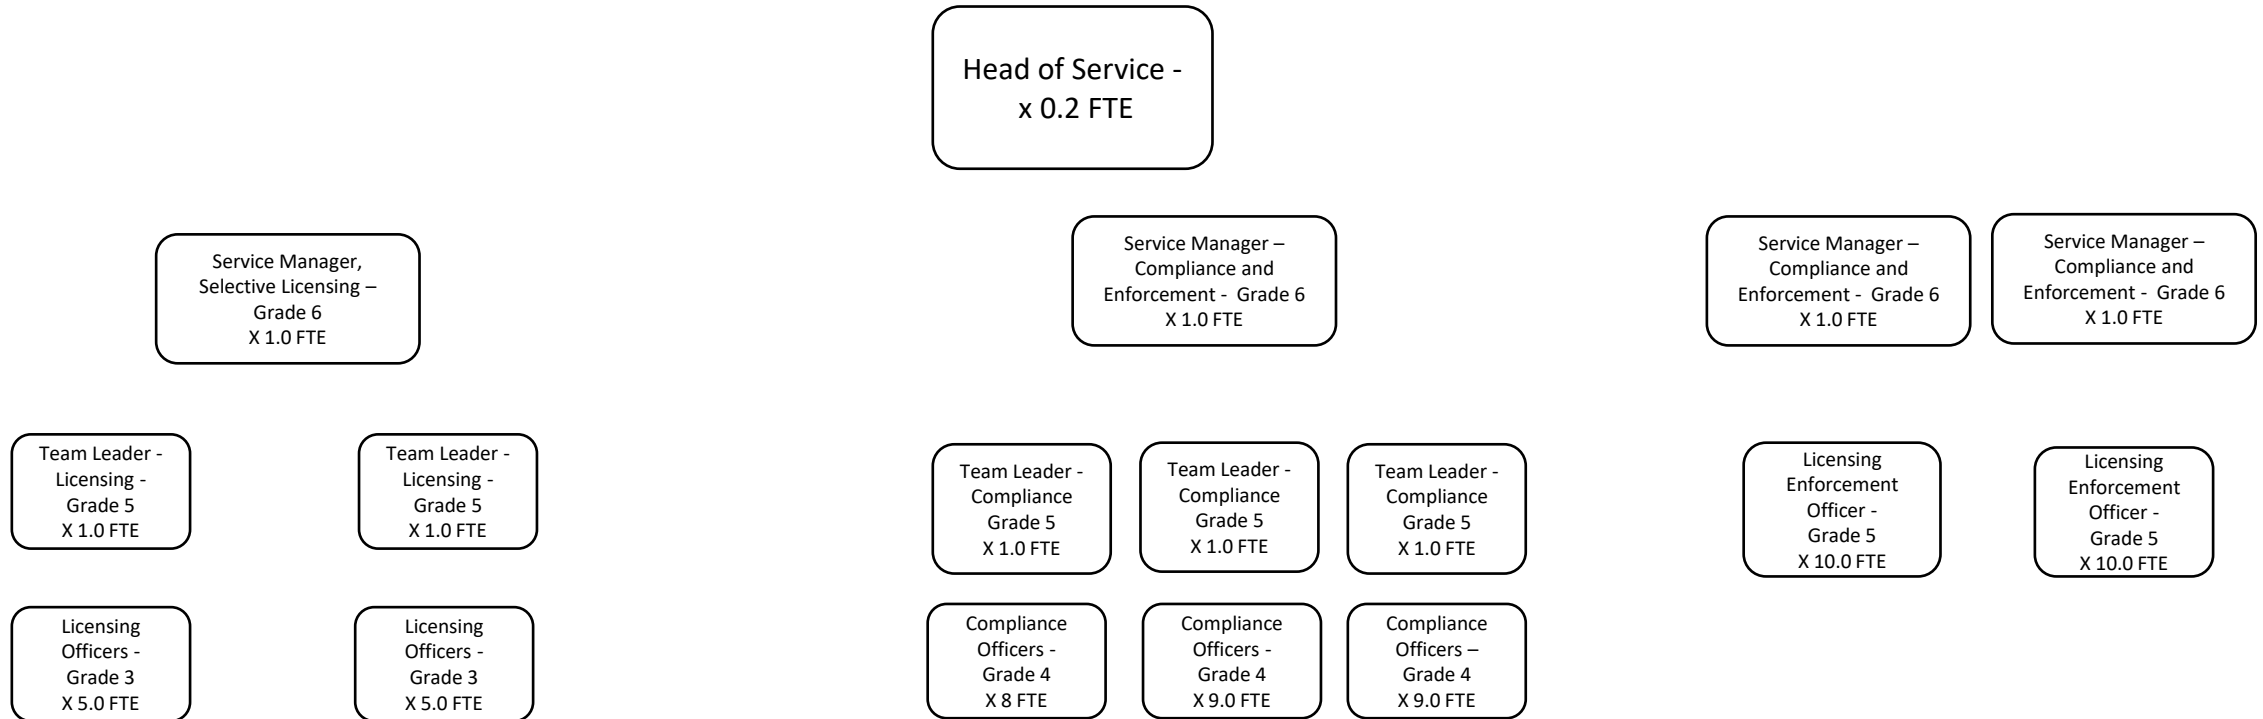 Head of Service -
x 0.2 FTE
Service Manager,
Selective Licensing –
Grade 6
X 1.0 FTE
Service Manager –
Compliance and
Enforcement -  Grade 6
X 1.0 FTE
Service Manager –
Compliance and
Enforcement -  Grade 6
X 1.0 FTE
Service Manager –
Compliance and
Enforcement -  Grade 6
X 1.0 FTE
Team Leader -
Licensing -
Grade 5
X 1.0 FTE
Team Leader -
Licensing -
Grade 5
X 1.0 FTE
Team Leader -
Compliance
Grade 5
X 1.0 FTE
Team Leader -
Compliance
Grade 5
X 1.0 FTE
Team Leader -
Compliance
Grade 5
X 1.0 FTE
Licensing
Enforcement
Officer -
Grade 5
X 10.0 FTE
Licensing
Enforcement
Officer -
Grade 5
X 10.0 FTE
Licensing
Officers -
Grade 3
X 5.0 FTE
Licensing
Officers -
Grade 3
X 5.0 FTE
Compliance
Officers -
Grade 4
X 8 FTE
Compliance
Officers -
Grade 4
X 9.0 FTE
Compliance
Officers –
Grade 4
X 9.0 FTE